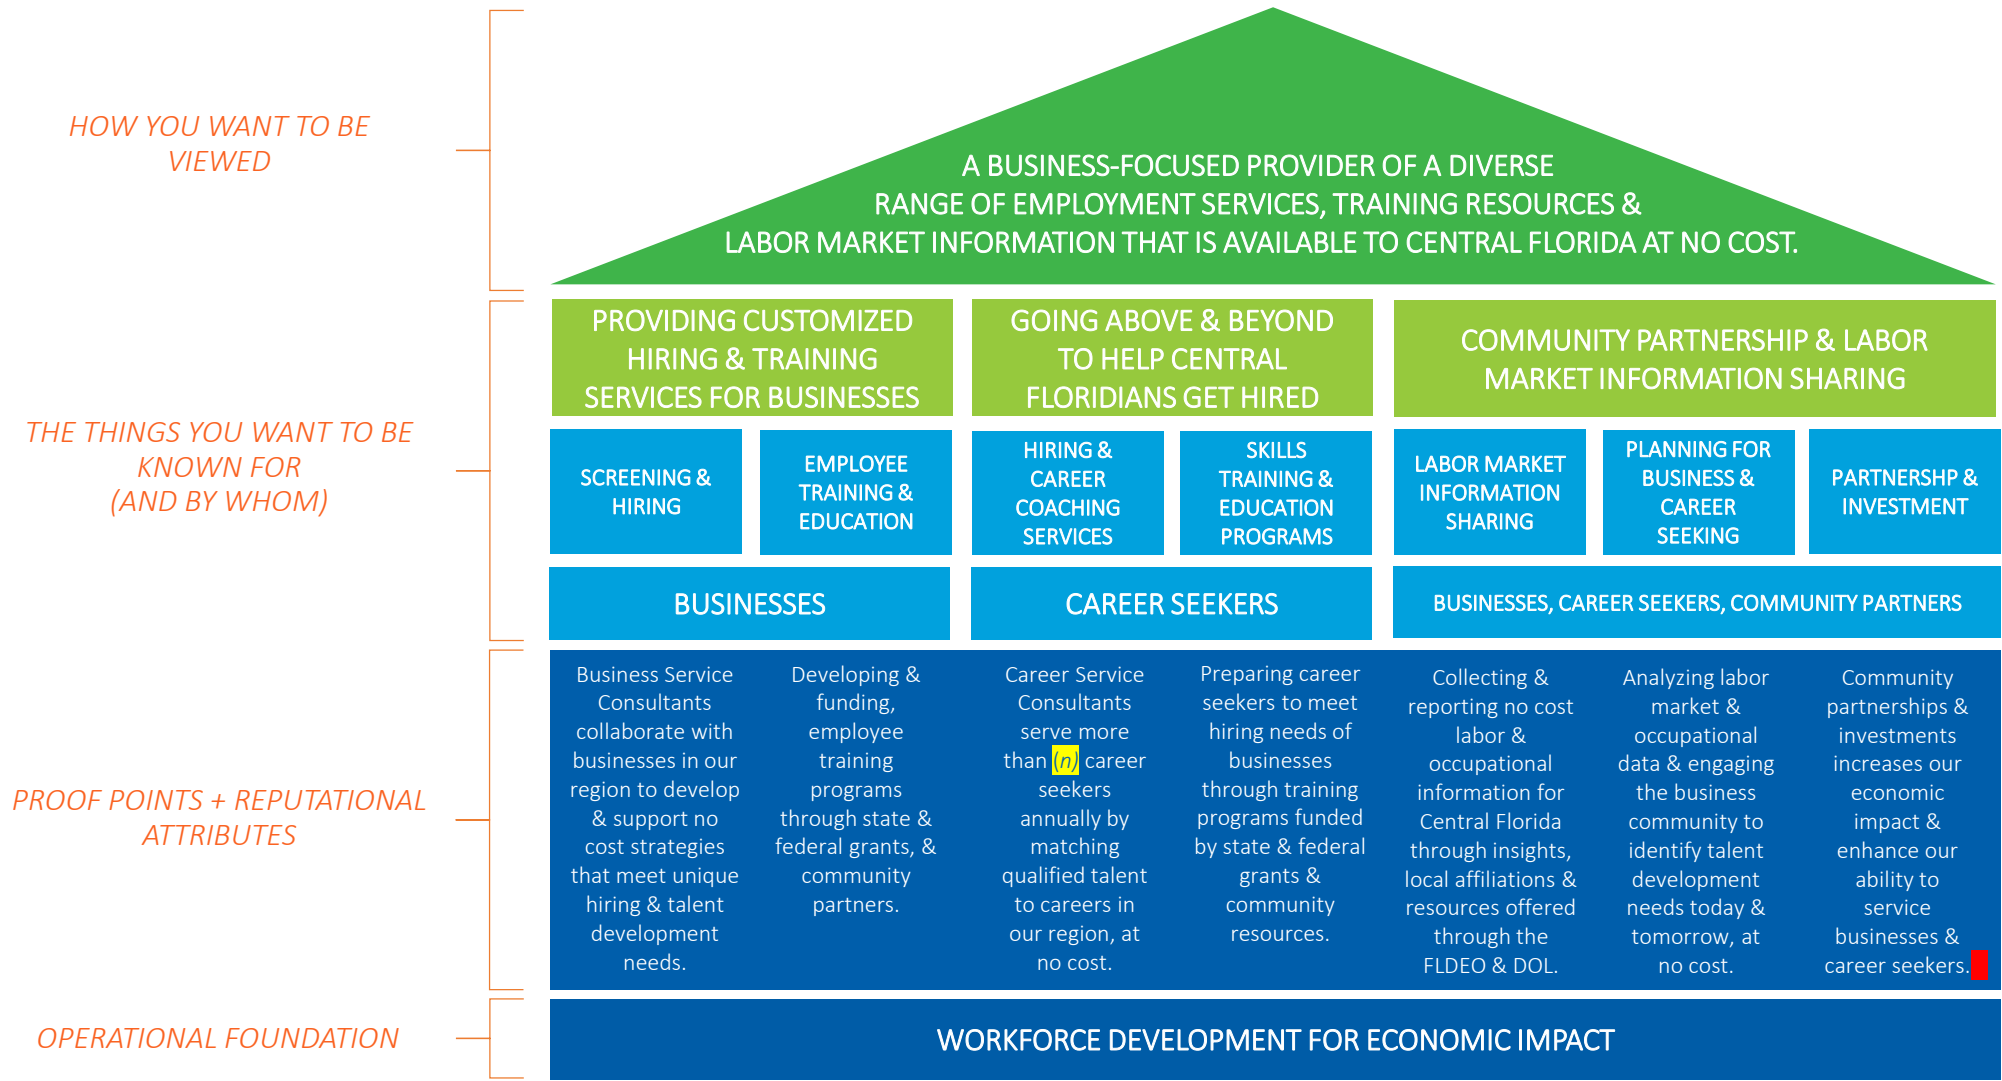 HOW YOU WANT TO BE
VIEWED
A BUSINESS-FOCUSED PROVIDER OF A DIVERSE
RANGE OF EMPLOYMENT SERVICES, TRAINING RESOURCES &
LABOR MARKET INFORMATION THAT IS AVAILABLE TO CENTRAL FLORIDA AT NO COST.
THE THINGS YOU WANT TO BE
KNOWN FOR
(AND BY WHOM)
PROVIDING CUSTOMIZED
HIRING & TRAINING
SERVICES FOR BUSINESSES
GOING ABOVE & BEYOND
TO HELP CENTRAL
FLORIDIANS GET HIRED
COMMUNITY PARTNERSHIP & LABOR
MARKET INFORMATION SHARING
SCREENING &
HIRING
EMPLOYEE
TRAINING &
EDUCATION
HIRING &
CAREER
COACHING
SERVICES
SKILLS
TRAINING &
EDUCATION
PROGRAMS
LABOR MARKET
INFORMATION
SHARING
PLANNING FOR
BUSINESS &
CAREER
SEEKING
PARTNERSHP &
INVESTMENT
BUSINESSES
CAREER SEEKERS
BUSINESSES, CAREER SEEKERS, COMMUNITY PARTNERS
PROOF POINTS + REPUTATIONAL
ATTRIBUTES
Business Service
Consultants
collaborate with
businesses in our
region to develop
& support no
cost strategies
that meet unique
hiring & talent
development
needs.
Developing &
funding,
employee
training
programs
through state &
federal grants, &
community
partners.
Career Service
Consultants
serve more
than (n) career
seekers
annually by
matching
qualified talent
to careers in
our region, at
no cost.
Preparing career
seekers to meet
hiring needs of
businesses
through training
programs funded
by state & federal
grants &
community
resources.
Collecting &
reporting no cost
labor &
occupational
information for
Central Florida
through insights,
local affiliations &
resources offered
through the
FLDEO & DOL.
Analyzing labor
market &
occupational
data & engaging
the business
community to
identify talent
development
needs today &
tomorrow, at
no cost.
Community
partnerships &
investments
increases our
economic
impact &
enhance our
ability to
service
businesses &
career seekers.
OPERATIONAL FOUNDATION
WORKFORCE DEVELOPMENT FOR ECONOMIC IMPACT